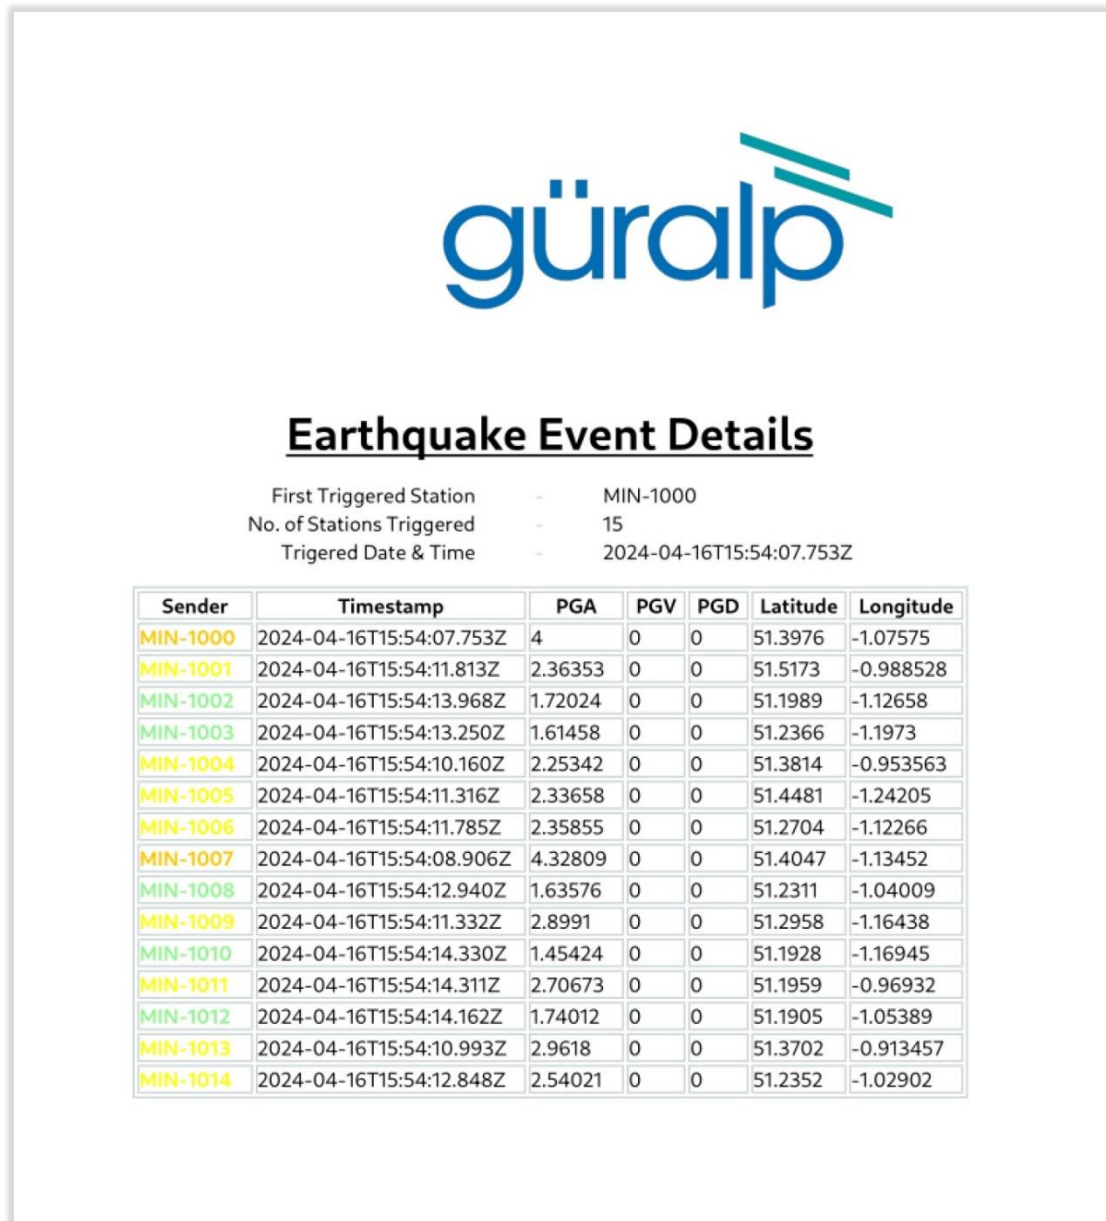 güralp
Earthquake Event Details
First Triggered Station - MIN-1000
No. of Stations Triggered - 15
Trigered Date & Time - 2024-04-16T15:54:07.753Z
Sender Timestamp PGA PGV PGD Latitude Longitude
MIN-1000 2024-04-16T15:54:07.753Z 4 0 0 51.3976 -1.07575
MIN-1001 2024-04-16T15:54:11.813Z 2.36353 0 0 51.5173 -0.988528
MIN-1002 2024-04-16T15:54:13.968Z 1.72024 0 0 51.1989 -1.12658
MIN-1003 2024-04-16T15:54:13.250Z 1.61458 0 0 51.2366 -1.1973
MIN-1004 2024-04-16T15:54:10.160Z 2.25342 0 0 51.3814 -0.953563
MIN-1005 2024-04-16T15:54:11.316Z 2.33658 0 0 51.4481 -1.24205
MIN-1006 2024-04-16T15:54:11.785Z 2.35855 0 0 51.2704 -1.12266
MIN-1007 2024-04-16T15:54:08.906Z 4.32809 0 0 51.4047 -1.13452
MIN-1008 2024-04-16T15:54:12.940Z 1.63576 0 0 51.2311 -1.04009
MIN-1009 2024-04-16T15:54:11.332Z 2.8991 0 0 51.2958 -1.16438
MIN-1010 2024-04-16T15:54:14.330Z 1.45424 0 0 51.1928 -1.16945
MIN-1011 2024-04-16T15:54:14.311Z 2.70673 0 0 51.1959 -0.96932
MIN-1012 2024-04-16T15:54:14.162Z 1.74012 0 0 51.1905 -1.05389
MIN-1013 2024-04-16T15:54:10.993Z 2.9618 0 0 51.3702 -0.913457
MIN-1014 2024-04-16T15:54:12.848Z 2.54021 0 0 51.2352 -1.02902